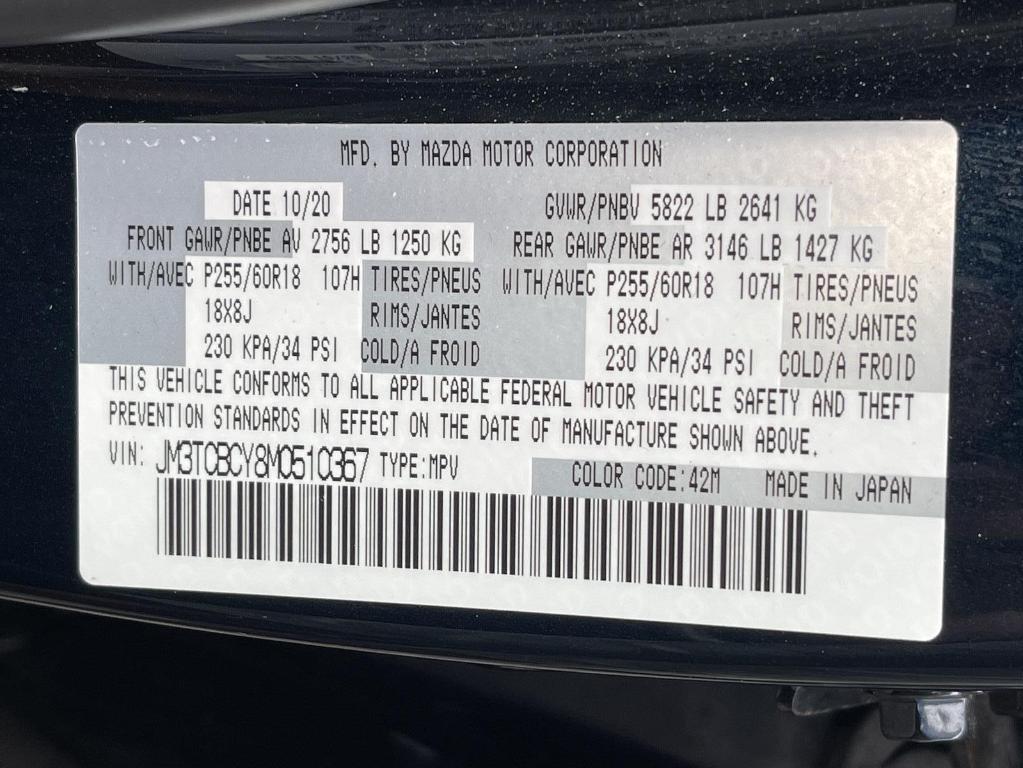 MFD. BY MAZDA MOTOR CORPORATION
DATE 10/20 GVWR/PNBV 5822 LB 2641 KG
FRONT GAWR/PNBE AV 2756 LB 1250 KG REAR GAWR/PNBE AR 3146 LB 1427 KG
WITH/AVEC P255/60R18 107H TIRES/PNEUS WITH/AVEC P255/60R18 107H TIRES/PNEUS
18X8J RIMS/JANTES 18X8J RIMS/JANTES
230 KPA/34 PSI COLD/A FROID 230 KPA/34 PSI COLD/A FROID
THIS VEHICLE CONFORMS TO ALL APPLICABLE FEDERAL MOTOR VEHICLE SAFETY AND THEFT
PREVENTION STANDARDS IN EFFECT ON THE DATE OF MANUFACTURE SHOWN ABOVE.
VIN: JM3TCBCY8M0510367 TYPE:MPV COLOR CODE:42M MADE IN JAPAN